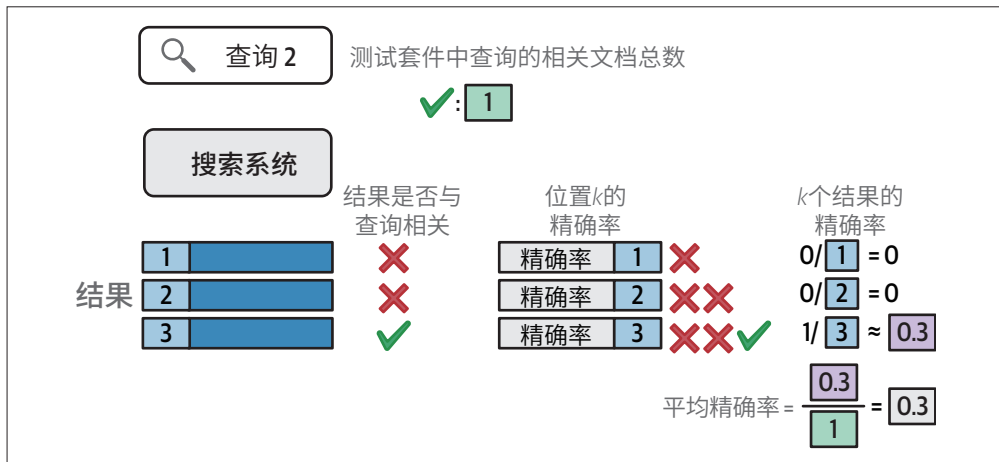 查询 2
测试套件中查询的相关文档总数
: 1
搜索系统
结果是否与
查询相关
位置k的
精确率
k个结果的
精确率
结果
1
精确率 1
0/ 1 = 0
2
精确率 2
0/ 2 = 0
3
精确率 3
1/ 3 ≈ 0.3
平均精确率 = 0.3 / 1 = 0.3